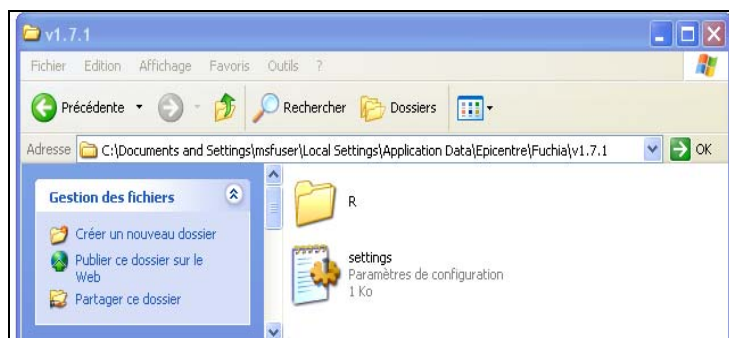 v1.7.1
Fichier Edition Affichage Favoris Outils ?
Précédente Rechercher Dossiers
Adresse C:\Documents and Settings\msfuser\Local Settings\Application Data\Epicentre\Fuchia\v1.7.1 OK
Gestion des fichiers
Créer un nouveau dossier
Publier ce dossier sur le
Web
Partager ce dossier
R
settings
Paramètres de configuration
1 Ko